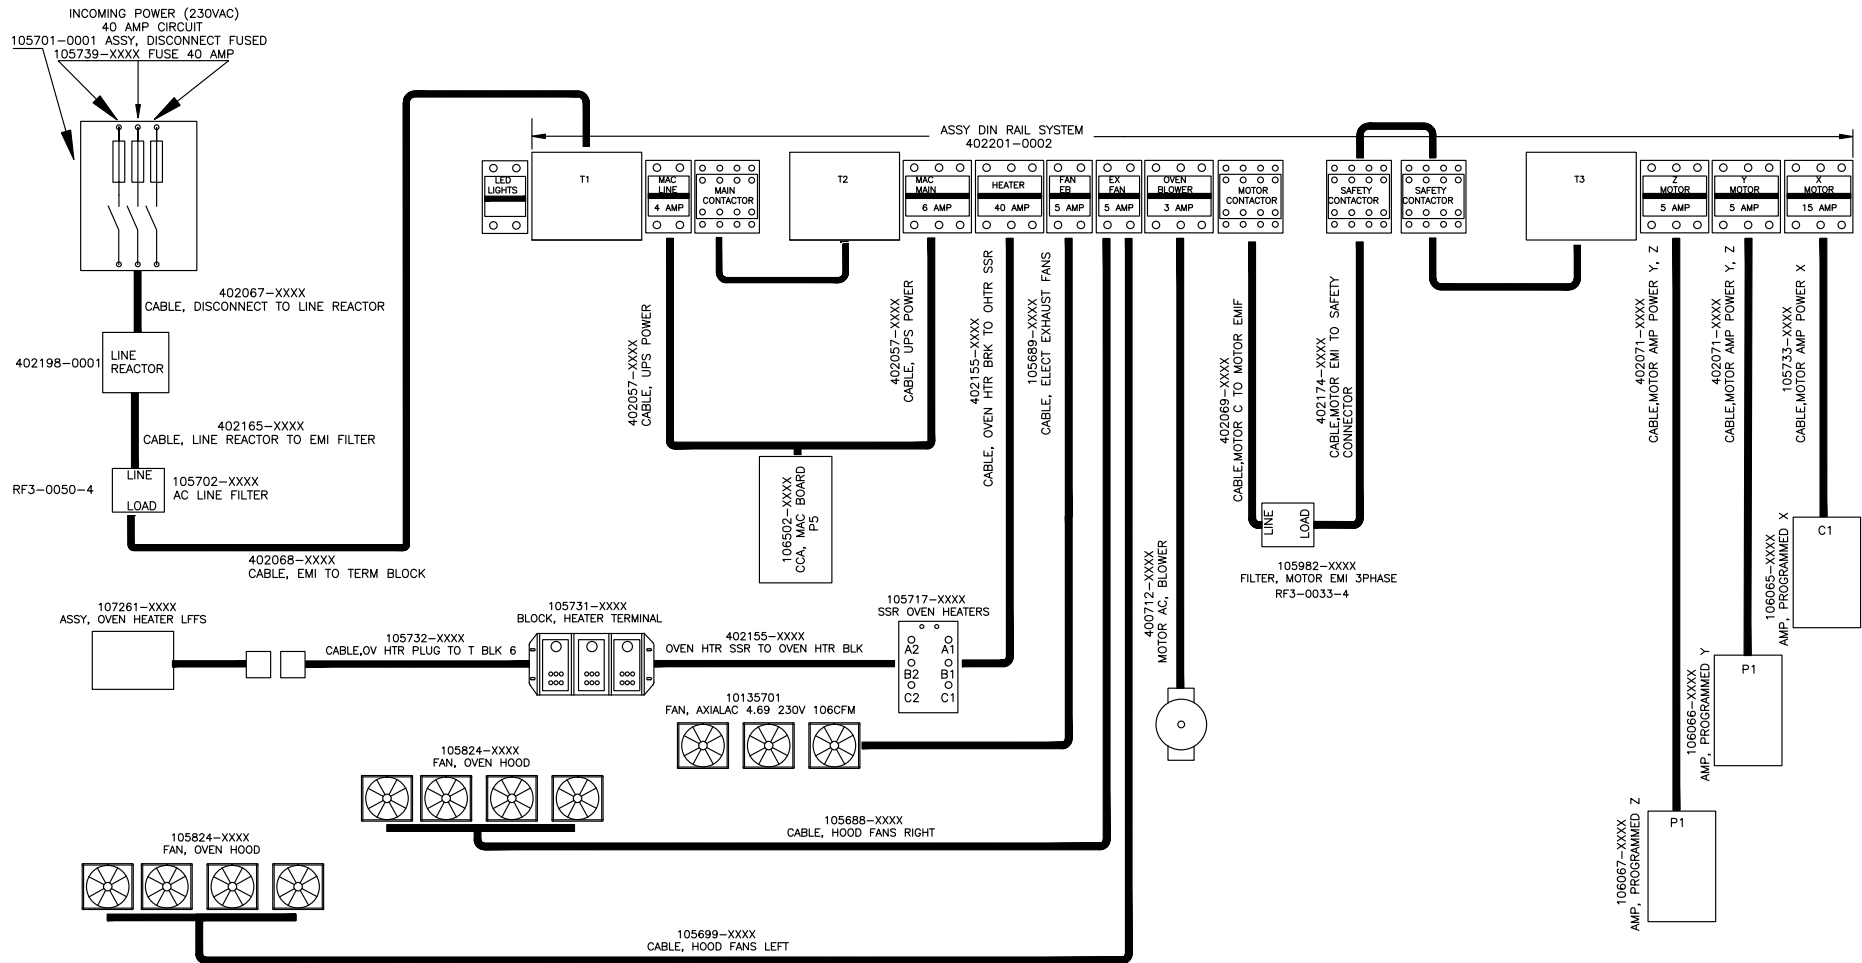 INCOMING POWER (230VAC)
40 AMP CIRCUIT
105701-0001 ASSY, DISCONNECT FUSED
105739-XXXX FUSE 40 AMP
402067-XXXX
CABLE, DISCONNECT TO LINE REACTOR
402198-0001
LINE
REACTOR
402165-XXXX
CABLE, LINE REACTOR TO EMI FILTER
RF3-0050-4
LINE
LOAD
105702-XXXX
AC LINE FILTER
402068-XXXX
CABLE, EMI TO TERM BLOCK
ASSY DIN RAIL SYSTEM
402201-0002
LED
LIGHTS
T1
MAC
LINE
4 AMP
MAIN
CONTACTOR
T2
MAC
MAIN
6 AMP
HEATER
40 AMP
FAN
EB
5 AMP
EX
FAN
5 AMP
OVEN
BLOWER
3 AMP
MOTOR
CONTACTOR
SAFETY
CONTACTOR
SAFETY
CONTACTOR
T3
Z
MOTOR
5 AMP
Y
MOTOR
5 AMP
X
MOTOR
15 AMP
402057-XXXX
CABLE, UPS POWER
402057-XXXX
CABLE, UPS POWER
402155-XXXX
CABLE, OVEN HTR BRK TO OHTR SSR
105689-XXXX
CABLE, ELECT EXHAUST FANS
402069-XXXX
CABLE,MOTOR C TO MOTOR EMIF
402174-XXXX
CABLE,MOTOR EMI TO SAFETY
CONNECTOR
402071-XXXX
CABLE,MOTOR AMP POWER Y, Z
402071-XXXX
CABLE,MOTOR AMP POWER Y, Z
105733-XXXX
CABLE,MOTOR AMP POWER X
106502-XXXX
CCA, MAC BOARD
P5
LINE
LOAD
105982-XXXX
FILTER, MOTOR EMI 3PHASE
RF3-0033-4
400712-XXXX
MOTOR AC, BLOWER
C1
106065-XXXX
AMP, PROGRAMMED X
P1
106066-XXXX
AMP, PROGRAMMED Y
P1
106067-XXXX
AMP, PROGRAMMED Z
107261-XXXX
ASSY, OVEN HEATER LFFS
105732-XXXX
CABLE,OV HTR PLUG TO T BLK 6
105731-XXXX
BLOCK, HEATER TERMINAL
402155-XXXX
OVEN HTR SSR TO OVEN HTR BLK
105717-XXXX
SSR OVEN HEATERS
A2 A1
B2 B1
C2 C1
10135701
FAN, AXIALAC 4.69 230V 106CFM
105824-XXXX
FAN, OVEN HOOD
105688-XXXX
CABLE, HOOD FANS RIGHT
105824-XXXX
FAN, OVEN HOOD
105699-XXXX
CABLE, HOOD FANS LEFT